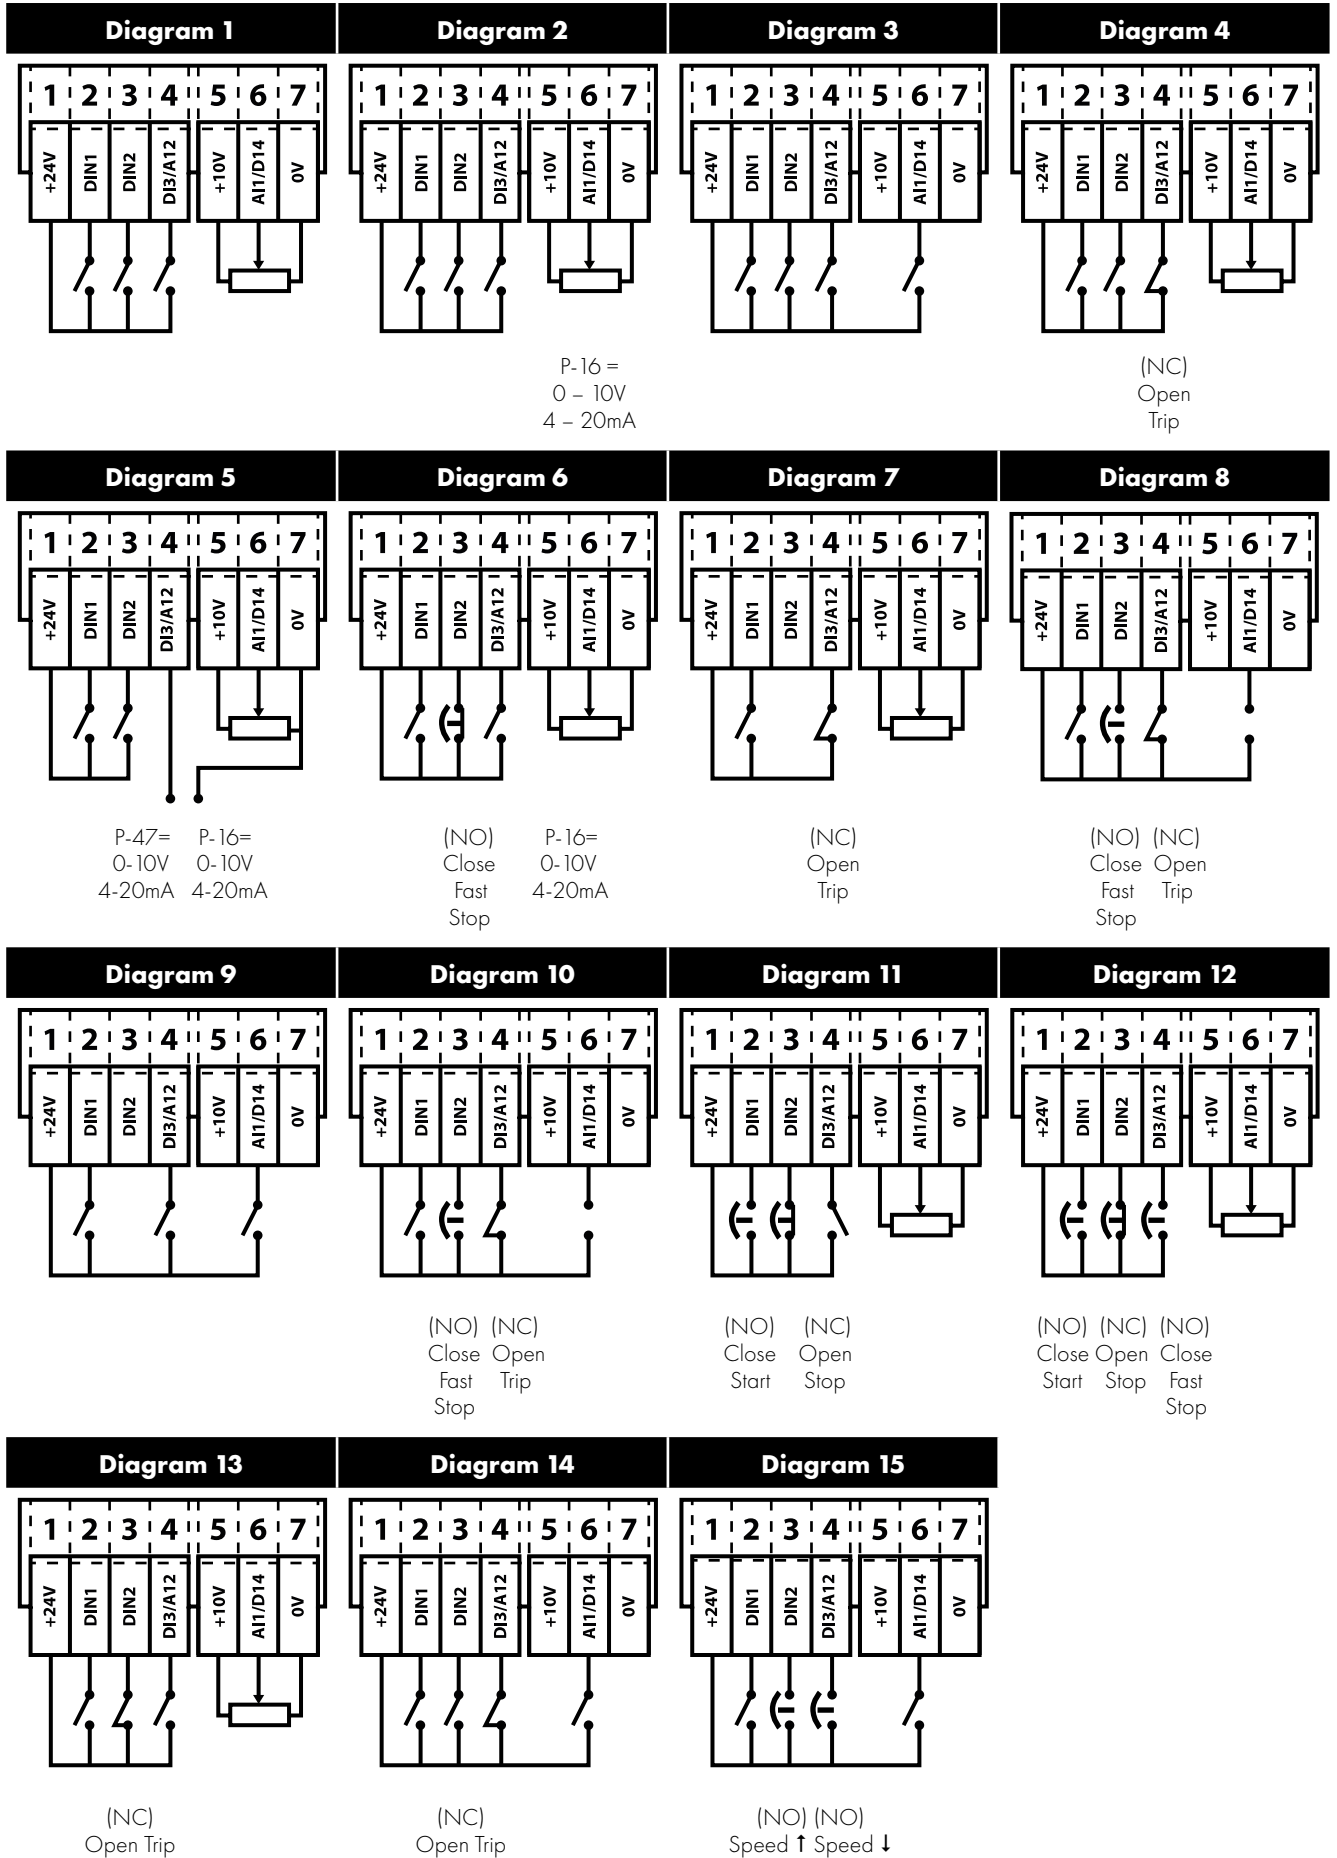 Diagram 1 Diagram 2 Diagram 3 Diagram 4
1 2 3 4 5 6 7 1 2 3 4 5 6 7 1 2 3 4 5 6 7 1 2 3 4 5 6 7
+24V DIN1 DIN2 DI3/A12 +10V AI1/D14 0V +24V DIN1 DIN2 DI3/A12 +10V AI1/D14 0V +24V DIN1 DIN2 DI3/A12 +10V AI1/D14 0V +24V DIN1 DIN2 DI3/A12 +10V AI1/D14 0V
P-16 =
0 – 10V
4 – 20mA
(NC)
Open
Trip
Diagram 5 Diagram 6 Diagram 7 Diagram 8
1 2 3 4 5 6 7 1 2 3 4 5 6 7 1 2 3 4 5 6 7 1 2 3 4 5 6 7
+24V DIN1 DIN2 DI3/A12 +10V AI1/D14 0V +24V DIN1 DIN2 DI3/A12 +10V AI1/D14 0V +24V DIN1 DIN2 DI3/A12 +10V AI1/D14 0V +24V DIN1 DIN2 DI3/A12 +10V AI1/D14 0V
P-47= P-16=
0-10V 0-10V
4-20mA 4-20mA
(NO) P-16=
Close 0-10V
Fast 4-20mA
Stop
(NC)
Open
Trip
(NO) (NC)
Close Open
Fast Trip
Stop
Diagram 9 Diagram 10 Diagram 11 Diagram 12
1 2 3 4 5 6 7 1 2 3 4 5 6 7 1 2 3 4 5 6 7 1 2 3 4 5 6 7
+24V DIN1 DIN2 DI3/A12 +10V AI1/D14 0V +24V DIN1 DIN2 DI3/A12 +10V AI1/D14 0V +24V DIN1 DIN2 DI3/A12 +10V AI1/D14 0V +24V DIN1 DIN2 DI3/A12 +10V AI1/D14 0V
(NO) (NC)
Close Open
Fast Trip
Stop
(NO) (NC)
Close Open
Start Stop
(NO) (NC) (NO)
Close Open Close
Start Stop Fast
Stop
Diagram 13 Diagram 14 Diagram 15
1 2 3 4 5 6 7 1 2 3 4 5 6 7 1 2 3 4 5 6 7
+24V DIN1 DIN2 DI3/A12 +10V AI1/D14 0V +24V DIN1 DIN2 DI3/A12 +10V AI1/D14 0V +24V DIN1 DIN2 DI3/A12 +10V AI1/D14 0V
(NC)
Open Trip
(NC)
Open Trip
(NO) (NO)
Speed ↑ Speed ↓